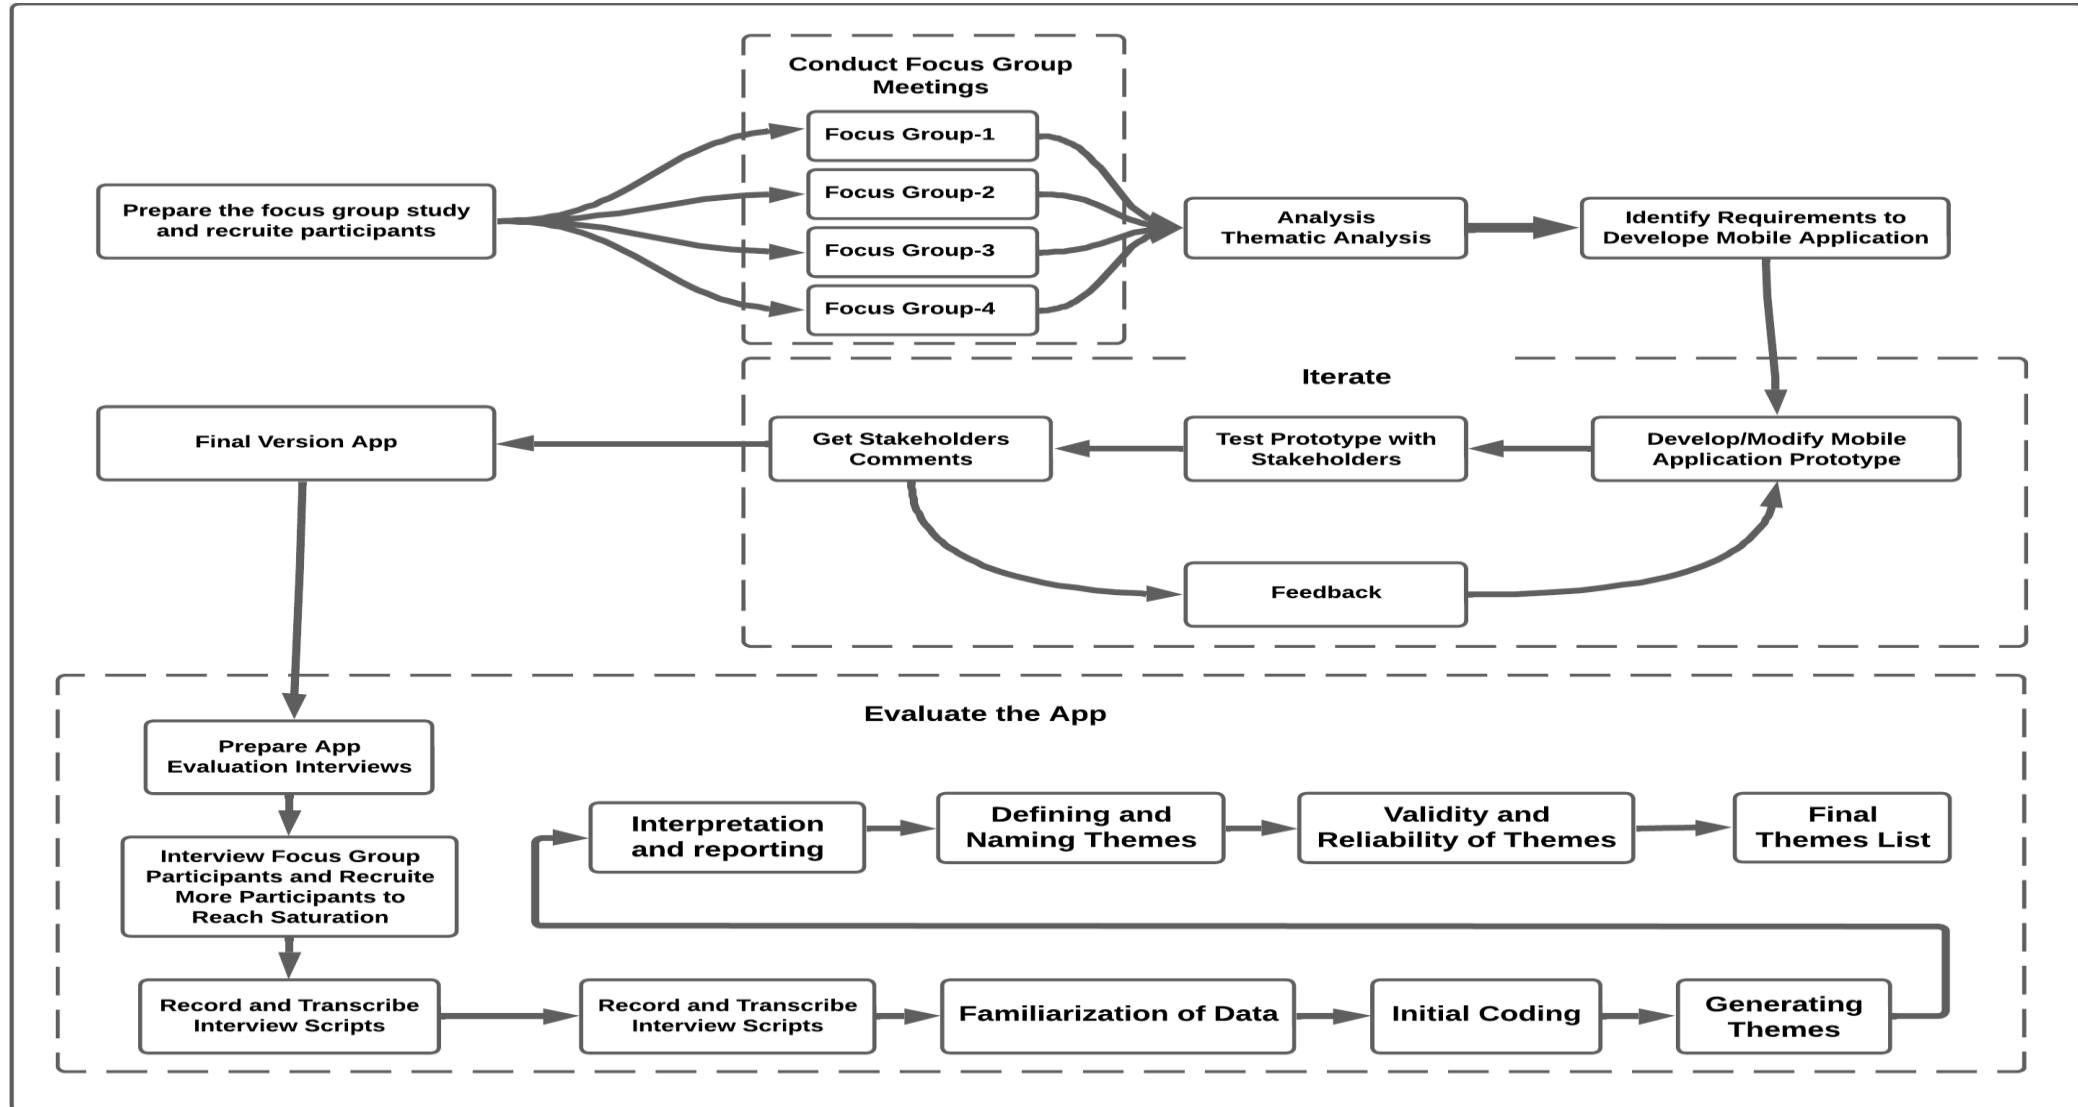 Conduct Focus Group
Meetings
Focus Group-1
Focus Group-2
Focus Group-3
Focus Group-4
Prepare the focus group study
and recruite participants
Analysis
Thematic Analysis
Identify Requirements to
Develope Mobile Application
Iterate
Final Version App
Get Stakeholders
Comments
Test Prototype with
Stakeholders
Develop/Modify Mobile
Application Prototype
Feedback
Evaluate the App
Prepare App
Evaluation Interviews
Interview Focus Group
Participants and Recruite
More Participants to
Reach Saturation
Record and Transcribe
Interview Scripts
Record and Transcribe
Interview Scripts
Familiarization of Data
Initial Coding
Generating
Themes
Interpretation
and reporting
Defining and
Naming Themes
Validity and
Reliability of Themes
Final
Themes List